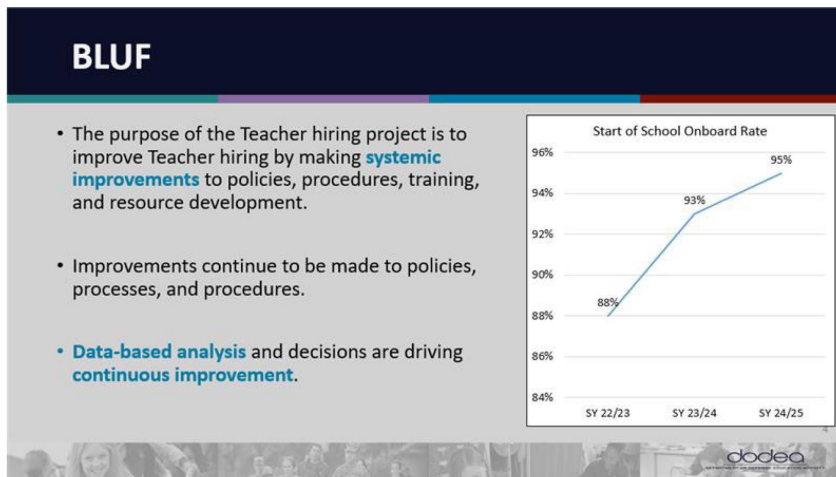 BLUF
• The purpose of the Teacher hiring project is to
improve Teacher hiring by making systemic
improvements to policies, procedures, training,
and resource development.
• Improvements continue to be made to policies,
processes, and procedures.
• Data-based analysis and decisions are driving
continuous improvement.
Start of School Onboard Rate
96%
94%
92%
90%
88%
86%
84%
88%
93%
95%
SY 22/23
SY 23/24
SY 24/25
4
dodea